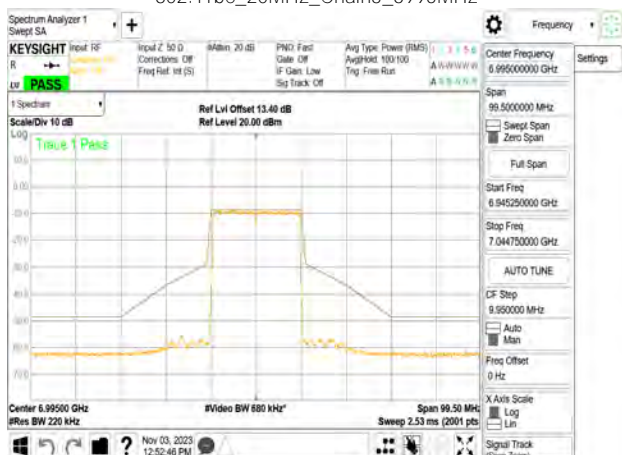 Spectrum Analyzer 1
Swept SA
+
Frequency
KEYSIGHT
Input: RF
Input Z: 50 Ω
#Atten: 20 dB
PNO: Fast
Avg Type: Power (RMS)
R
Corrections: Off
Gate: Off
Avg|Hold: 100/100
Freq Ref: Int (S)
IF Gain: Low
Trig: Free Run
Sig Track: Off
PASS
Center Frequency
6.995000000 GHz
Settings
Span
99.5000000 MHz
Swept Span
Zero Span
Full Span
Start Freq
6.945250000 GHz
Stop Freq
7.044750000 GHz
AUTO TUNE
CF Step
9.950000 MHz
Auto
Man
Freq Offset
0 Hz
X Axis Scale
Log
Lin
Signal Track
1 Spectrum
Ref Lvl Offset 13.40 dB
Scale/Div 10 dB
Ref Level 20.00 dBm
Log
Trace 1 Pass
Center 6.99500 GHz
#Video BW 680 kHz*
Span 99.50 MHz
#Res BW 220 kHz
Sweep 2.53 ms (2001 pts
?
Nov 03, 2023
12:52:46 PM